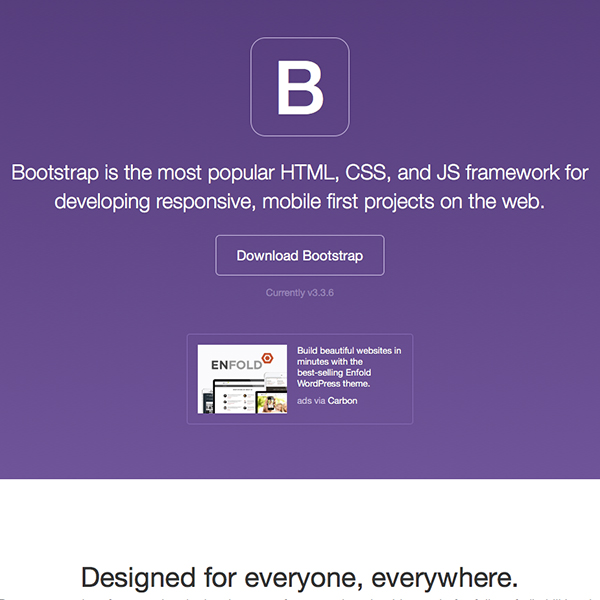 B
Bootstrap is the most popular HTML, CSS, and JS framework for
developing responsive, mobile first projects on the web.
Download Bootstrap
Currently v3.3.6
ENFOLD
Build beautiful websites in
minutes with the
best-selling Enfold
WordPress theme.
ads via Carbon
Designed for everyone, everywhere.